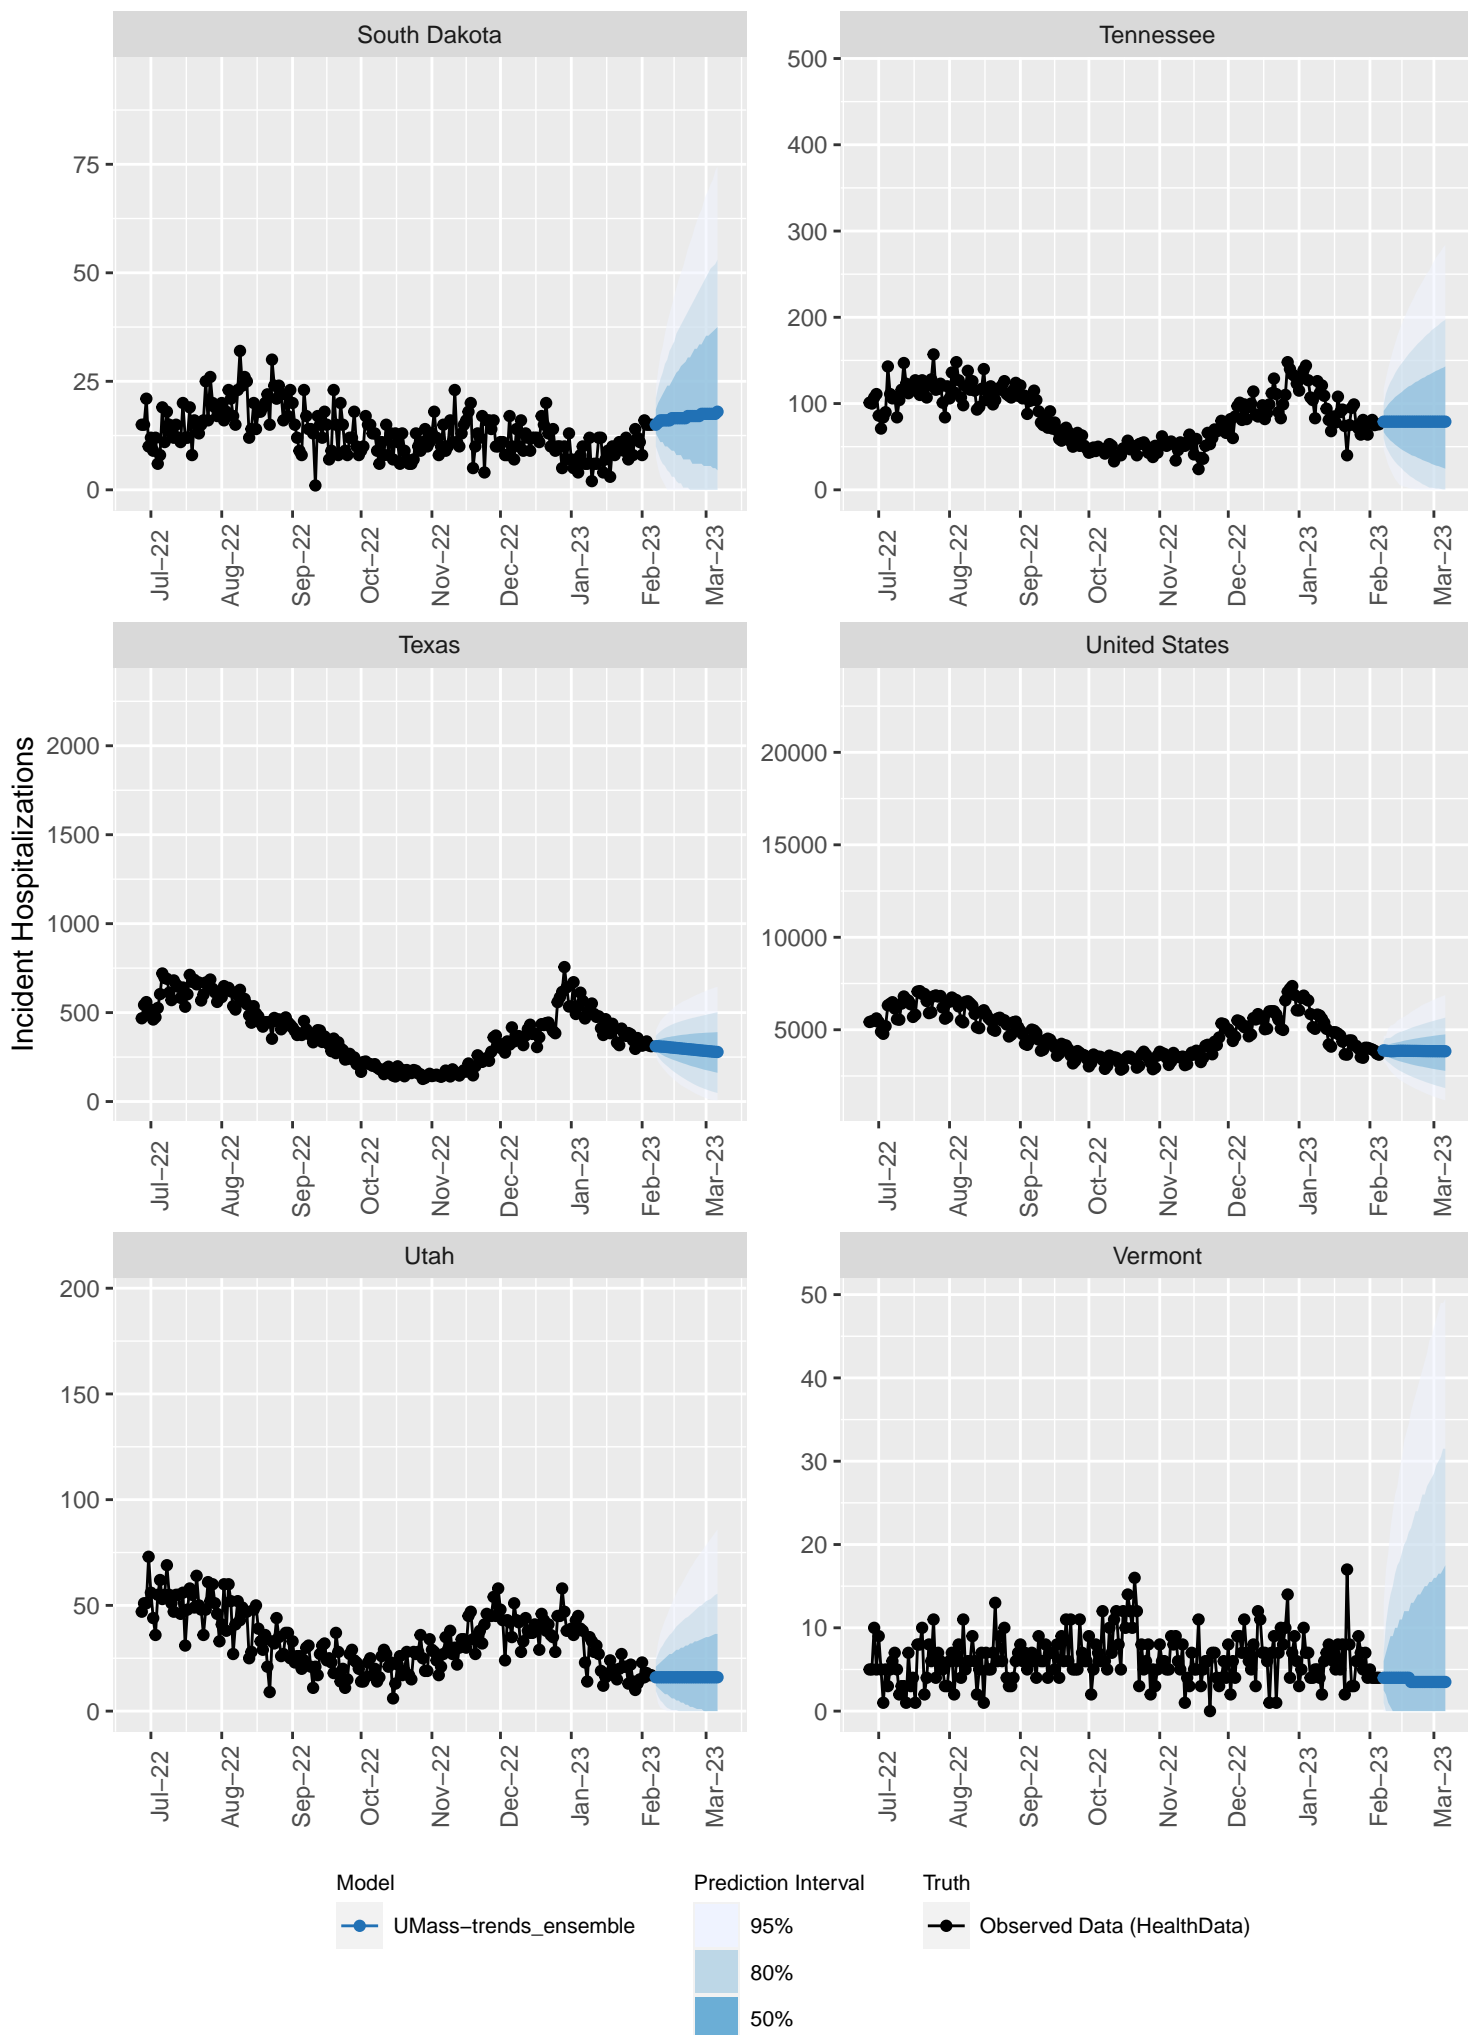 South Dakota
Tennessee
75
50
25
0
500
400
300
200
100
0
Jul−22
Aug−22
Sep−22
Oct−22
Nov−22
Dec−22
Jan−23
Feb−23
Mar−23
Jul−22
Aug−22
Sep−22
Oct−22
Nov−22
Dec−22
Jan−23
Feb−23
Mar−23
Incident Hospitalizations
Texas
United States
2000
1500
1000
500
0
20000
15000
10000
5000
Jul−22
Aug−22
Sep−22
Oct−22
Nov−22
Dec−22
Jan−23
Feb−23
Mar−23
Jul−22
Aug−22
Sep−22
Oct−22
Nov−22
Dec−22
Jan−23
Feb−23
Mar−23
Utah
Vermont
200
150
100
50
0
50
40
30
20
10
0
Jul−22
Aug−22
Sep−22
Oct−22
Nov−22
Dec−22
Jan−23
Feb−23
Mar−23
Jul−22
Aug−22
Sep−22
Oct−22
Nov−22
Dec−22
Jan−23
Feb−23
Mar−23
Model
UMass−trends_ensemble
Prediction Interval
95%
80%
50%
Truth
Observed Data (HealthData)